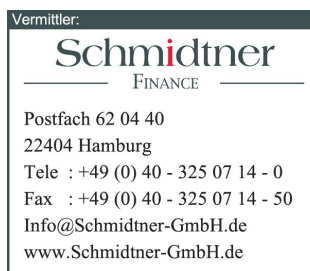 Vermittler:
Schmidtner
FINANCE
Postfach 62 04 40
22404 Hamburg
Tele : +49 (0) 40 - 325 07 14 - 0
Fax : +49 (0) 40 - 325 07 14 - 50
Info@Schmidtner-GmbH.de
www.Schmidtner-GmbH.de